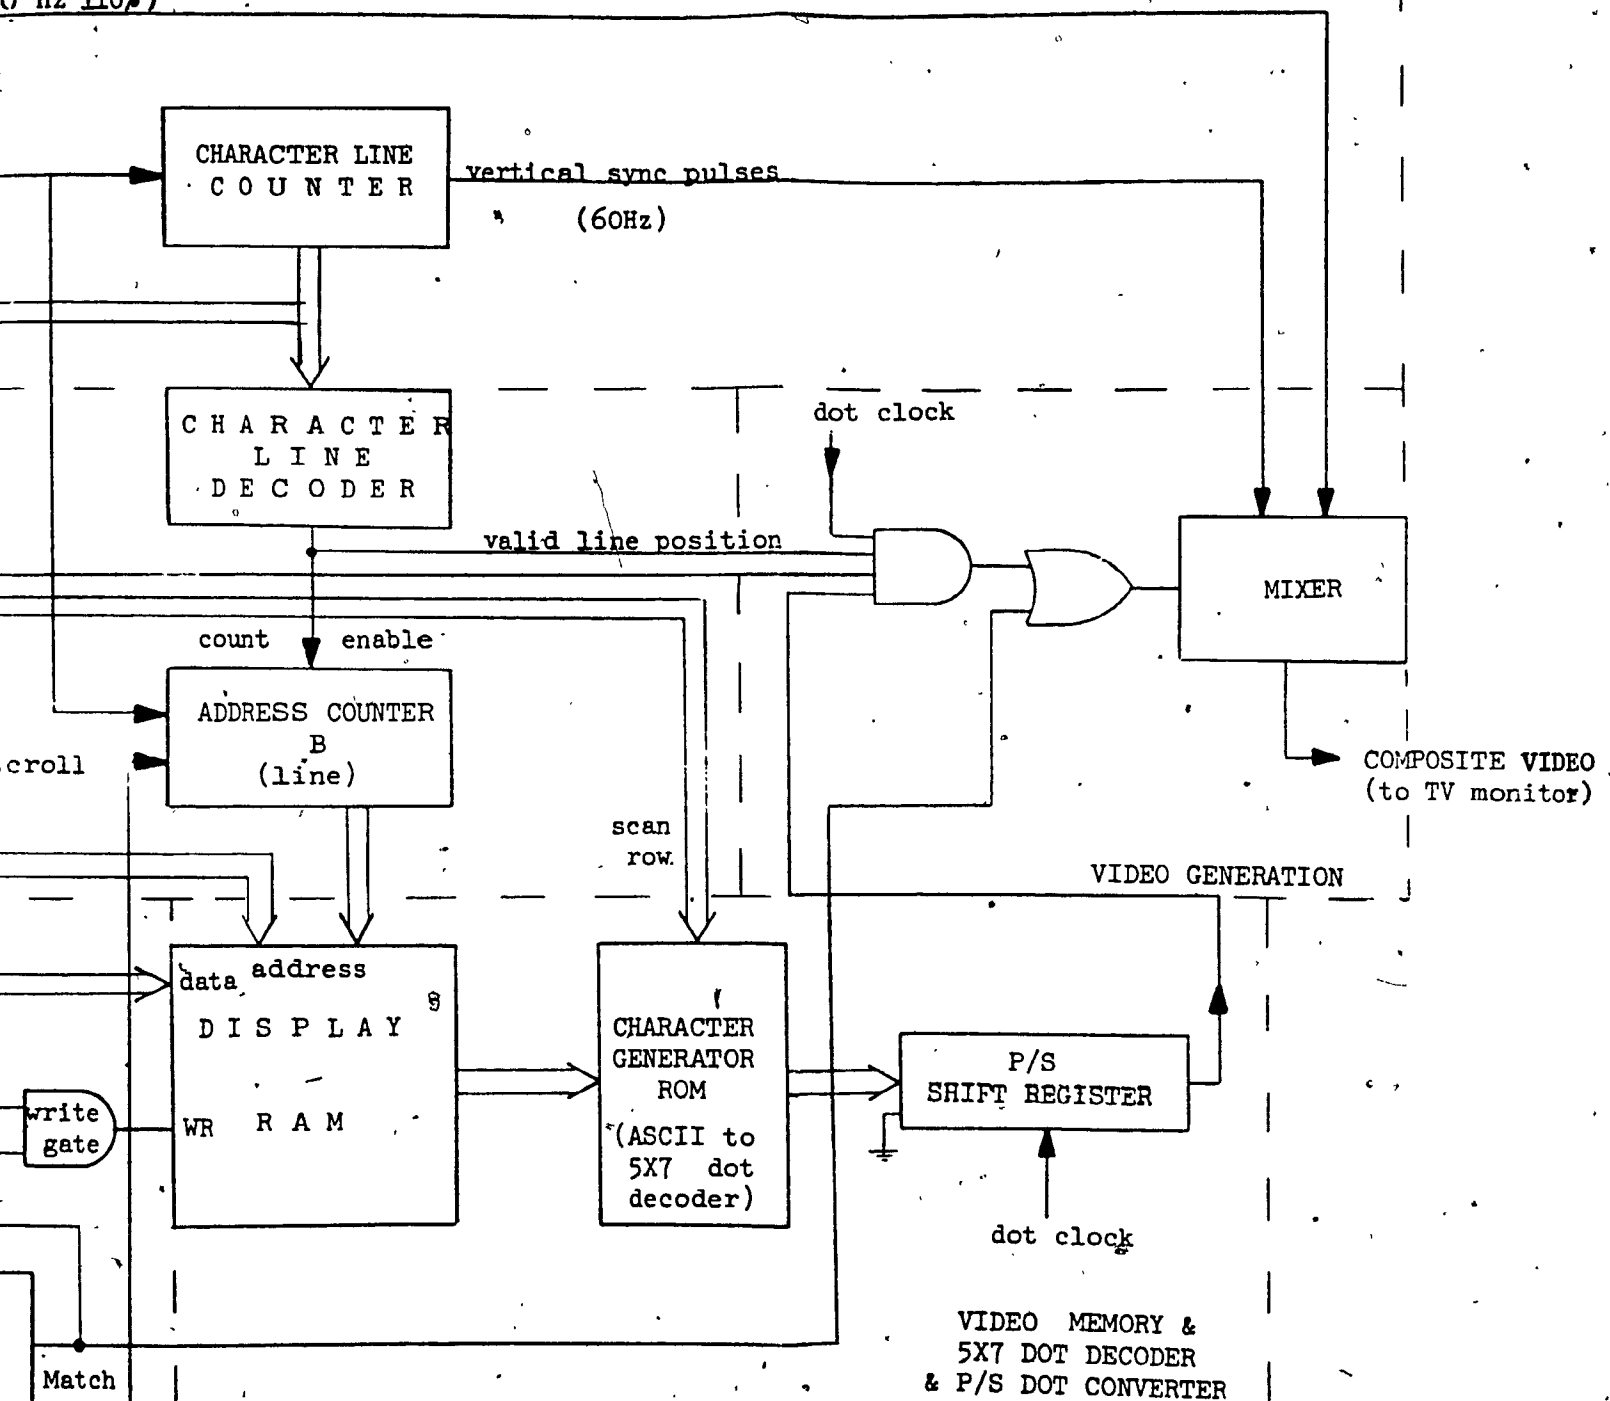 CHARACTER LINE
COUNTER
vertical sync pulses
(60Hz)
CHARACTER
LINE
DECODER
dot clock
valid line position
MIXER
count enable
ADDRESS COUNTER
B
(line)
croll
COMPOSITE VIDEO
(to TV monitor)
scan
row
VIDEO GENERATION
data address
DISPLAY
RAM
WR
write
gate
CHARACTER
GENERATOR
ROM
(ASCII to
5X7 dot
decoder)
P/S
SHIFT REGISTER
dot clock
VIDEO MEMORY &
5X7 DOT DECODER
& P/S DOT CONVERTER
Match